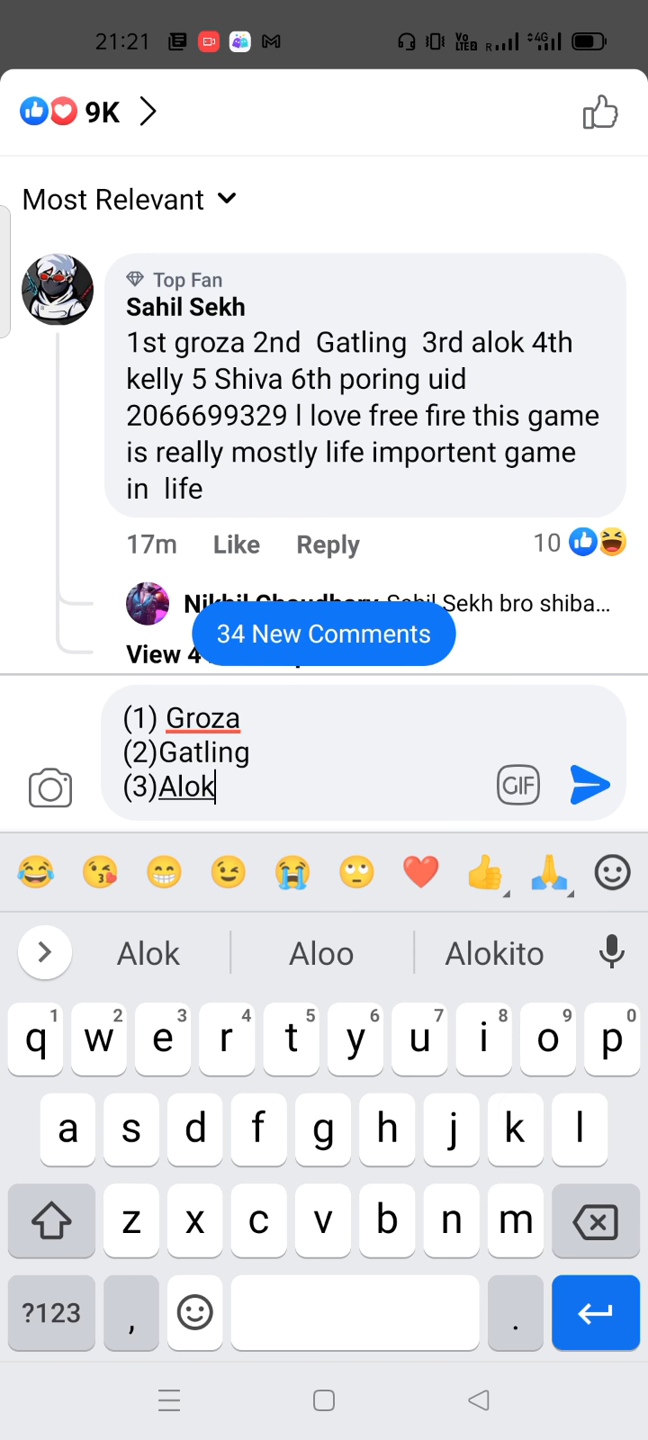 21:21 Vo LTE2 R 4G
9K
Most Relevant
Top Fan
Sahil Sekh
1st groza 2nd Gatling 3rd alok 4th
kelly 5 Shiva 6th poring uid
2066699329 l love free fire this game
is really mostly life importent game
in life
17m Like Reply 10
Sekh bro shiba...
34 New Comments
View 4
(1) Groza
(2)Gatling
(3)Alok
GIF
Alok Aloo Alokito
1 2 3 4 5 6 7 8 9 0
q w e r t y u i o p
a s d f g h j k l
z x c v b n m
?123 , .